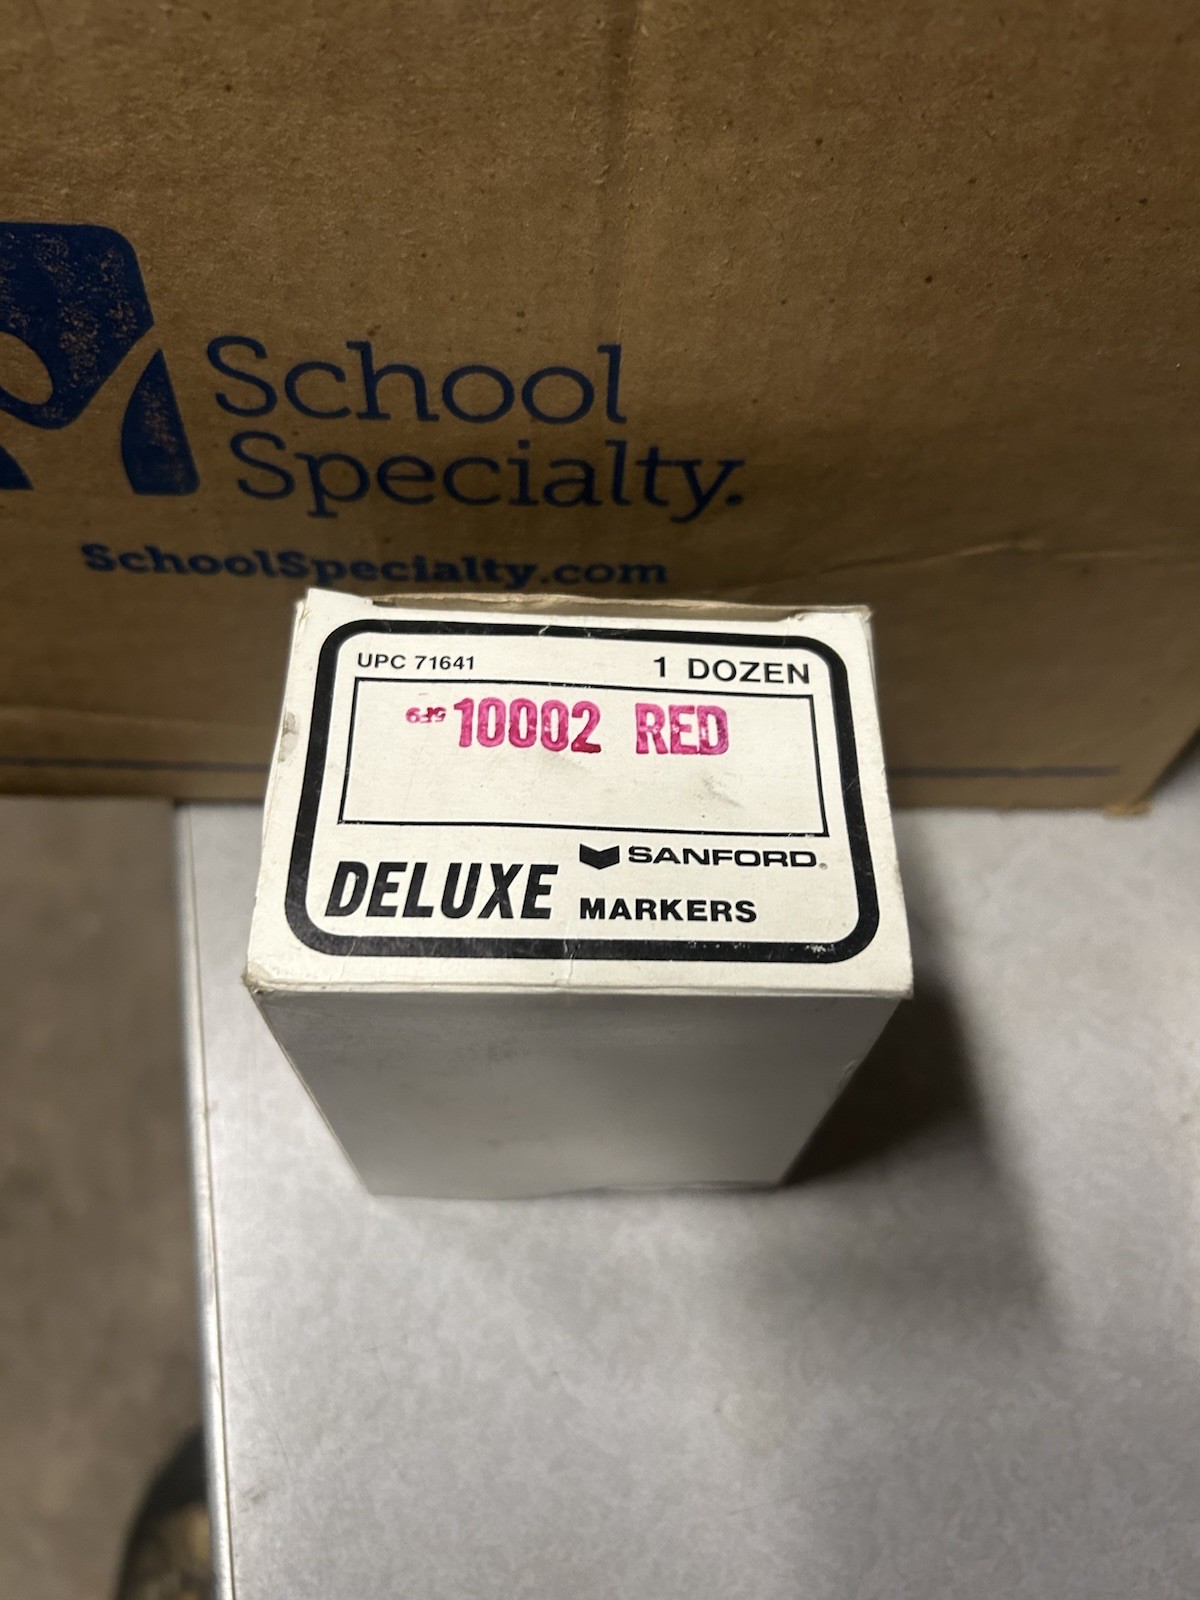 School
Specialty.
SchoolSpecialty.com
UPC 71641
1 DOZEN
10002 RED
DELUXE
SANFORD®
MARKERS